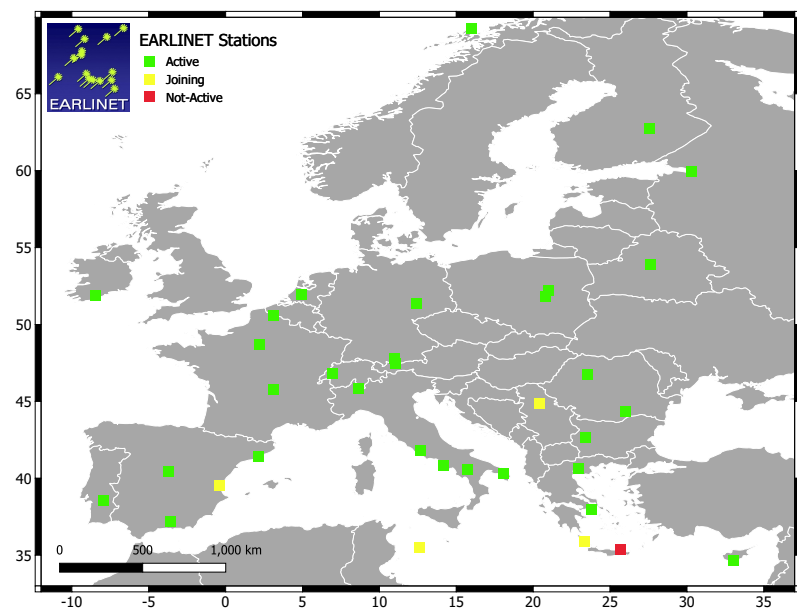 EARLINET Stations
Active
Joining
Not-Active
EARLINET
65
60
55
50
45
40
35
0 500 1,000 km
-10 -5 0 5 10 15 20 25 30 35